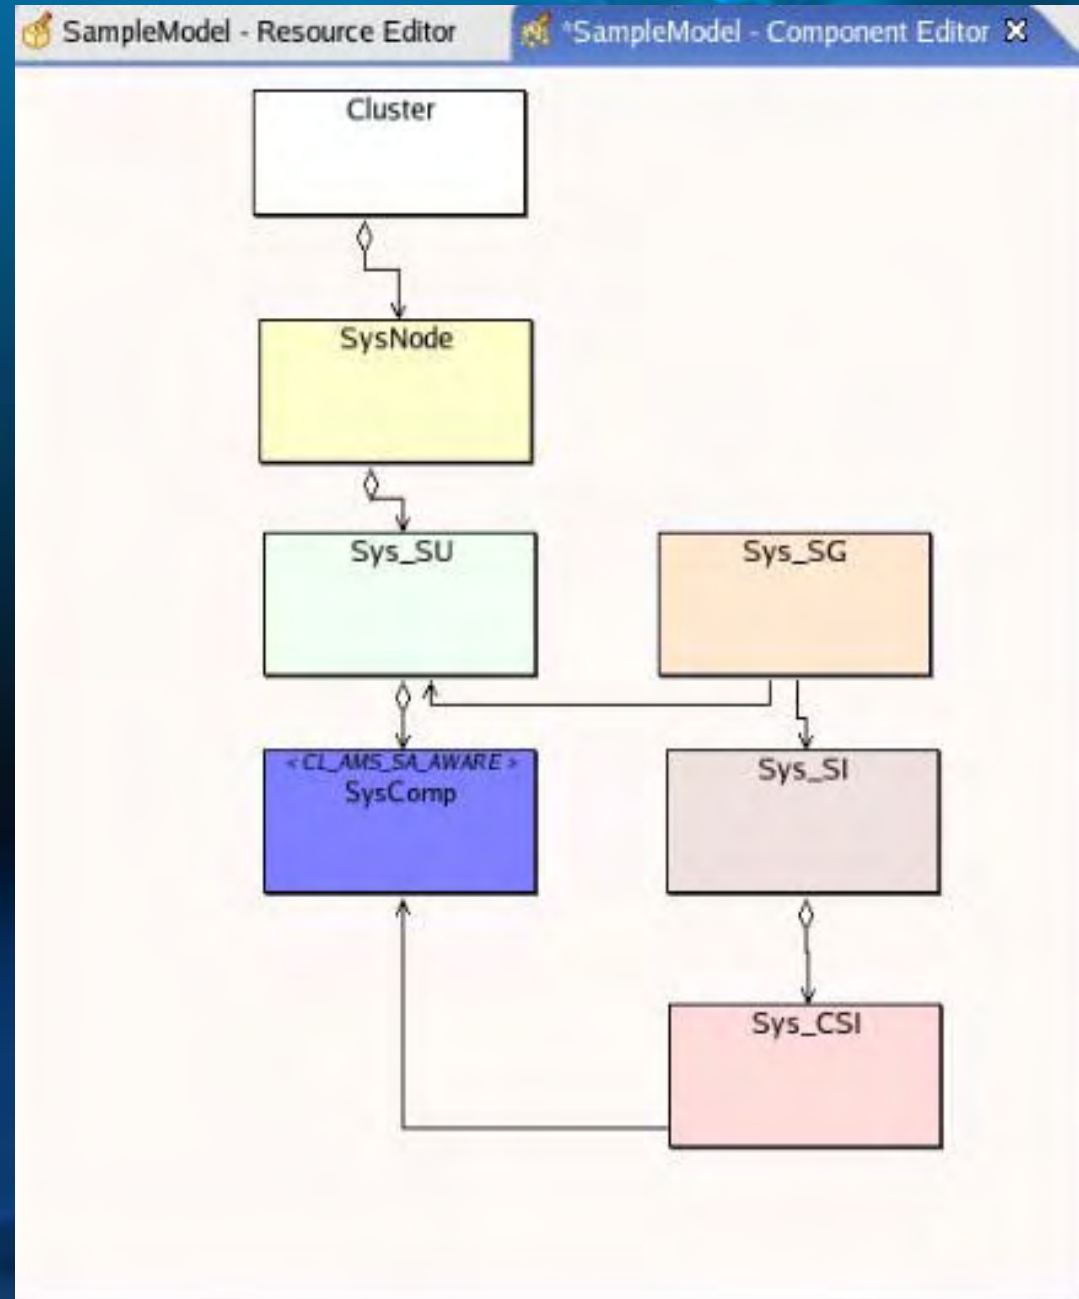 SampleModel - Resource Editor
*SampleModel - Component Editor
Cluster
SysNode
Sys_SU
Sys_SG
<CL_AMS_SA_AWARE>
SysComp
Sys_SI
Sys_CSI